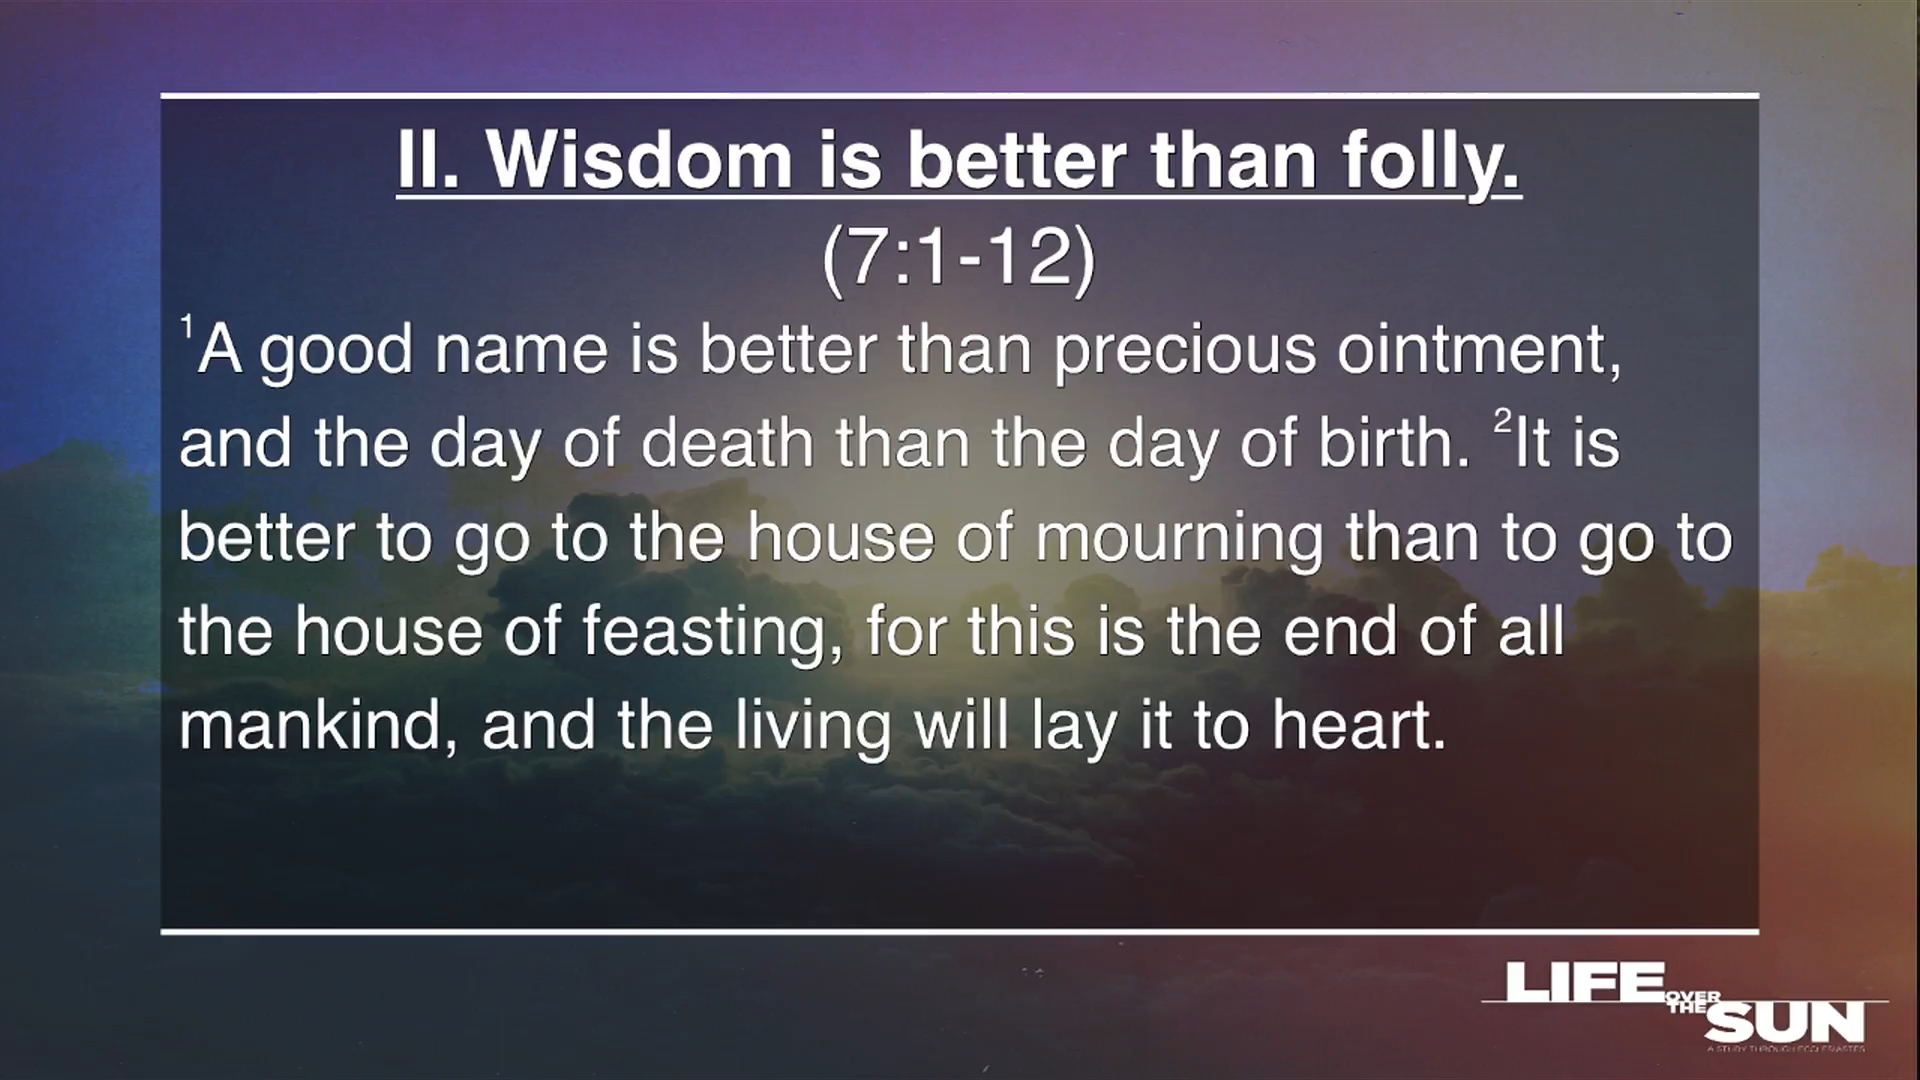 II. Wisdom is better than folly.
(7:1-12)
¹A good name is better than precious ointment,
and the day of death than the day of birth. ²It is
better to go to the house of mourning than to go to
the house of feasting, for this is the end of all
mankind, and the living will lay it to heart.
LIFE
OVER
THE
SUN
A STUDY THROUGH ECCLESIASTES